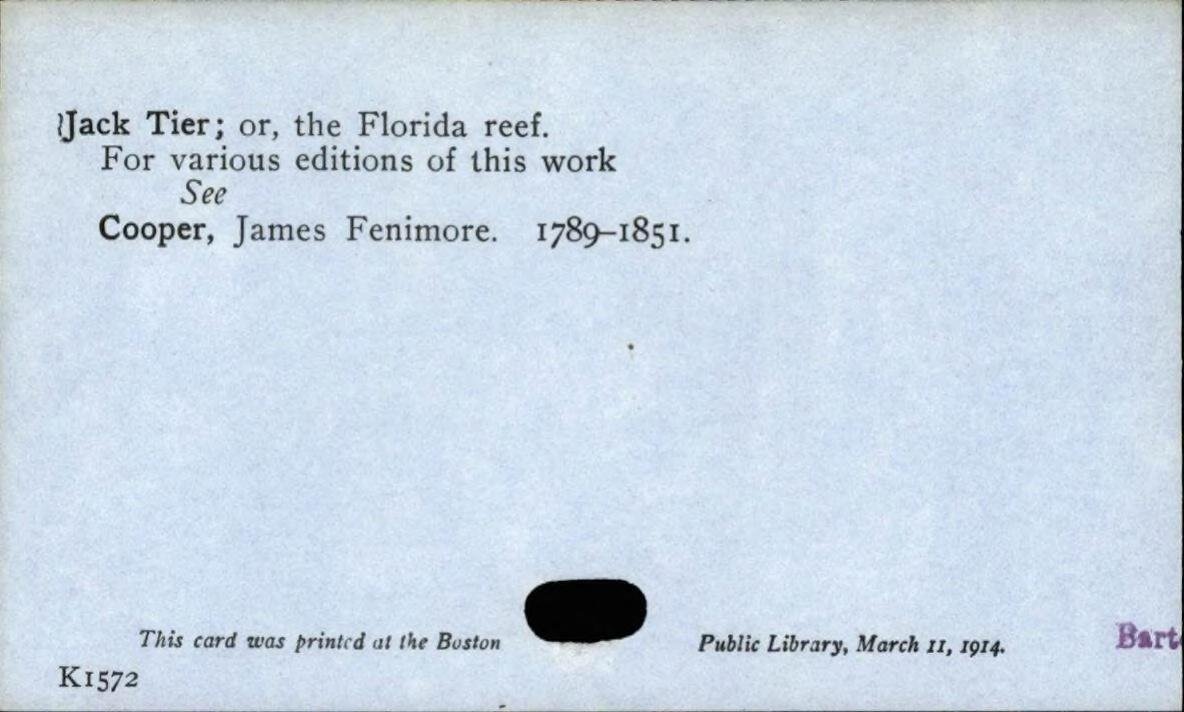 Jack Tier; or, the Florida reef.
For various editions of this work
See
Cooper, James Fenimore. 1789–1851.
This card was printed at the Boston Public Library, March 11, 1914.
K1572